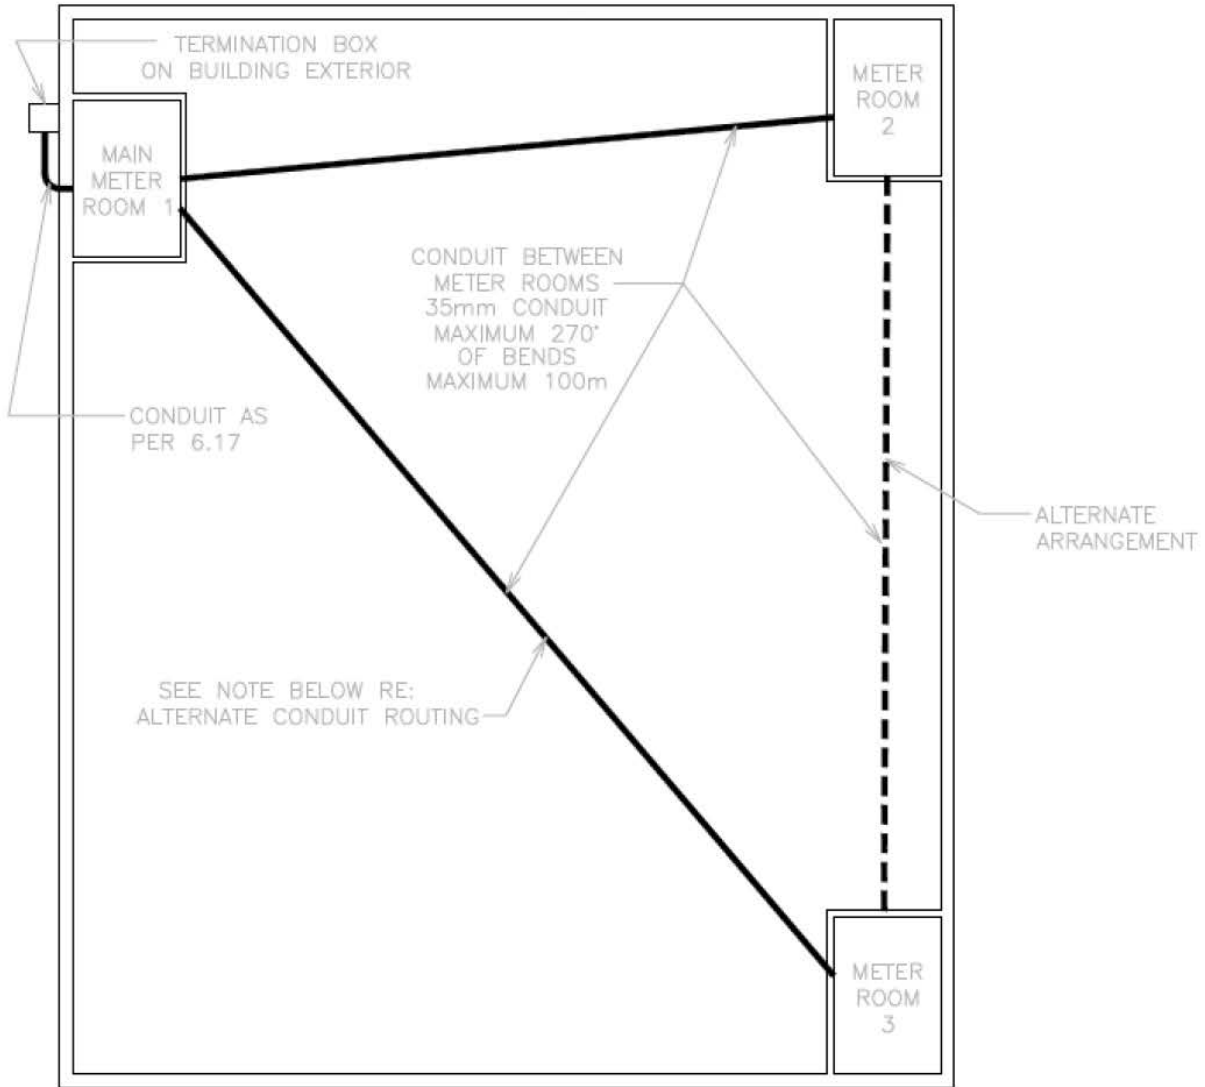 TERMINATION BOX
ON BUILDING EXTERIOR
METER
ROOM
2
MAIN
METER
ROOM 1
CONDUIT BETWEEN
METER ROOMS
35mm CONDUIT
MAXIMUM 270°
OF BENDS
MAXIMUM 100m
CONDUIT AS
PER 6.17
ALTERNATE
ARRANGEMENT
SEE NOTE BELOW RE:
ALTERNATE CONDUIT ROUTING
METER
ROOM
3